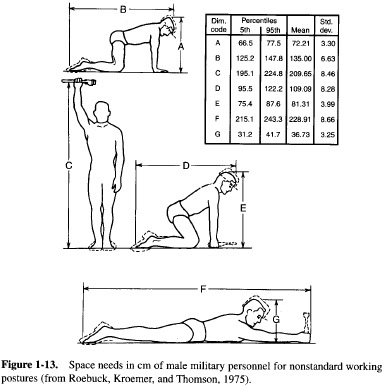 B
A
Dim. code Percentiles 5th 95th Mean Std. dev.
A 66.5 77.5 72.21 3.30
B 125.2 147.8 135.00 6.63
C 195.1 224.8 209.65 8.46
D 95.5 122.2 109.09 8.28
E 75.4 87.6 81.31 3.99
F 215.1 243.3 228.91 8.66
G 31.2 41.7 36.73 3.25
C
D
E
F
G
Figure 1-13. Space needs in cm of male military personnel for nonstandard working
postures (from Roebuck, Kroemer, and Thomson, 1975).